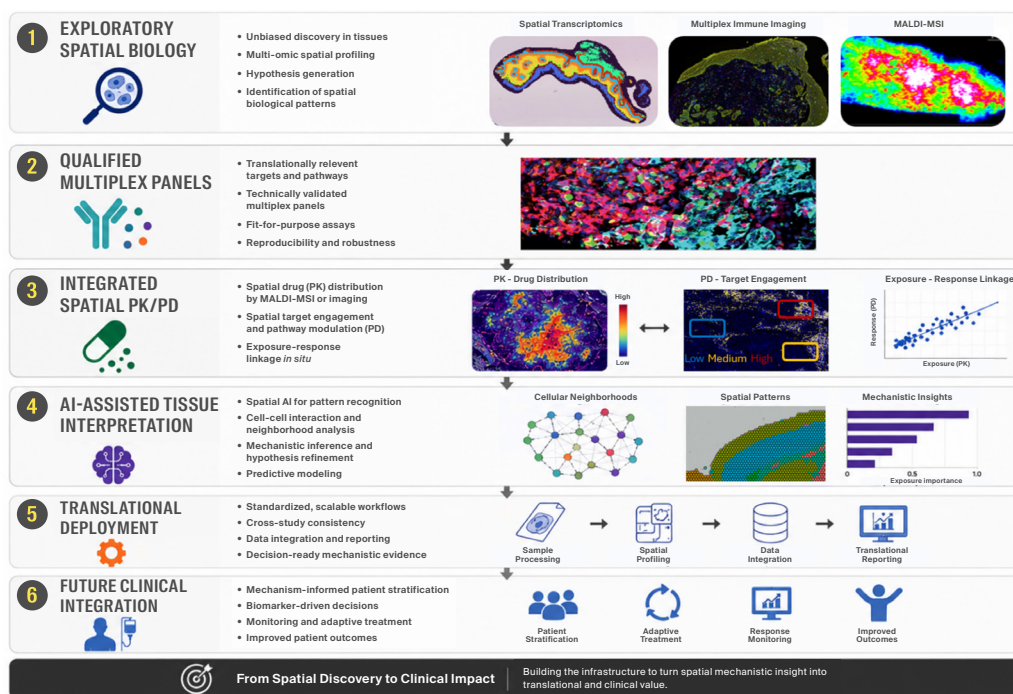 1
EXPLORATORY
SPATIAL BIOLOGY
• Unbiased discovery in tissues
• Multi-omic spatial profiling
• Hypothesis generation
• Identification of spatial
biological patterns
Spatial Transcriptomics
Multiplex Immune Imaging
MALDI-MSI
2
QUALIFIED
MULTIPLEX PANELS
• Translationally relevent
targets and pathways
• Technically validated
multiplex panels
• Fit-for-purpose assays
• Reproducibility and robustness
3
INTEGRATED
SPATIAL PK/PD
• Spatial drug (PK) distribution
by MALDI-MSI or imaging
• Spatial target engagement
and pathway modulation (PD)
• Exposure-response
linkage in situ
PK - Drug Distribution
High
Low
PD - Target Engagement
Low Medium High
Exposure - Response Linkage
Response (PD)
Exposure (PK)
4
AI-ASSISTED TISSUE
INTERPRETATION
• Spatial AI for pattern recognition
• Cell-cell interaction and
neighborhood analysis
• Mechanistic inference and
hypothesis refinement
• Predictive modeling
Cellular Neighborhoods
Spatial Patterns
Mechanistic Insights
0 0.5 1.0
Exposure importance
5
TRANSLATIONAL
DEPLOYMENT
• Standardized, scalable workflows
• Cross-study consistency
• Data integration and reporting
• Decision-ready mechanistic evidence
Sample
Processing
Spatial
Profiling
Data
Integration
Translational
Reporting
6
FUTURE CLINICAL
INTEGRATION
• Mechanism-informed patient stratification
• Biomarker-driven decisions
• Monitoring and adaptive treatment
• Improved patient outcomes
Patient
Stratification
Adaptive
Treatment
Response
Monitoring
Improved
Outcomes
From Spatial Discovery to Clinical Impact
Building the infrastructure to turn spatial mechanistic insight into
translational and clinical value.